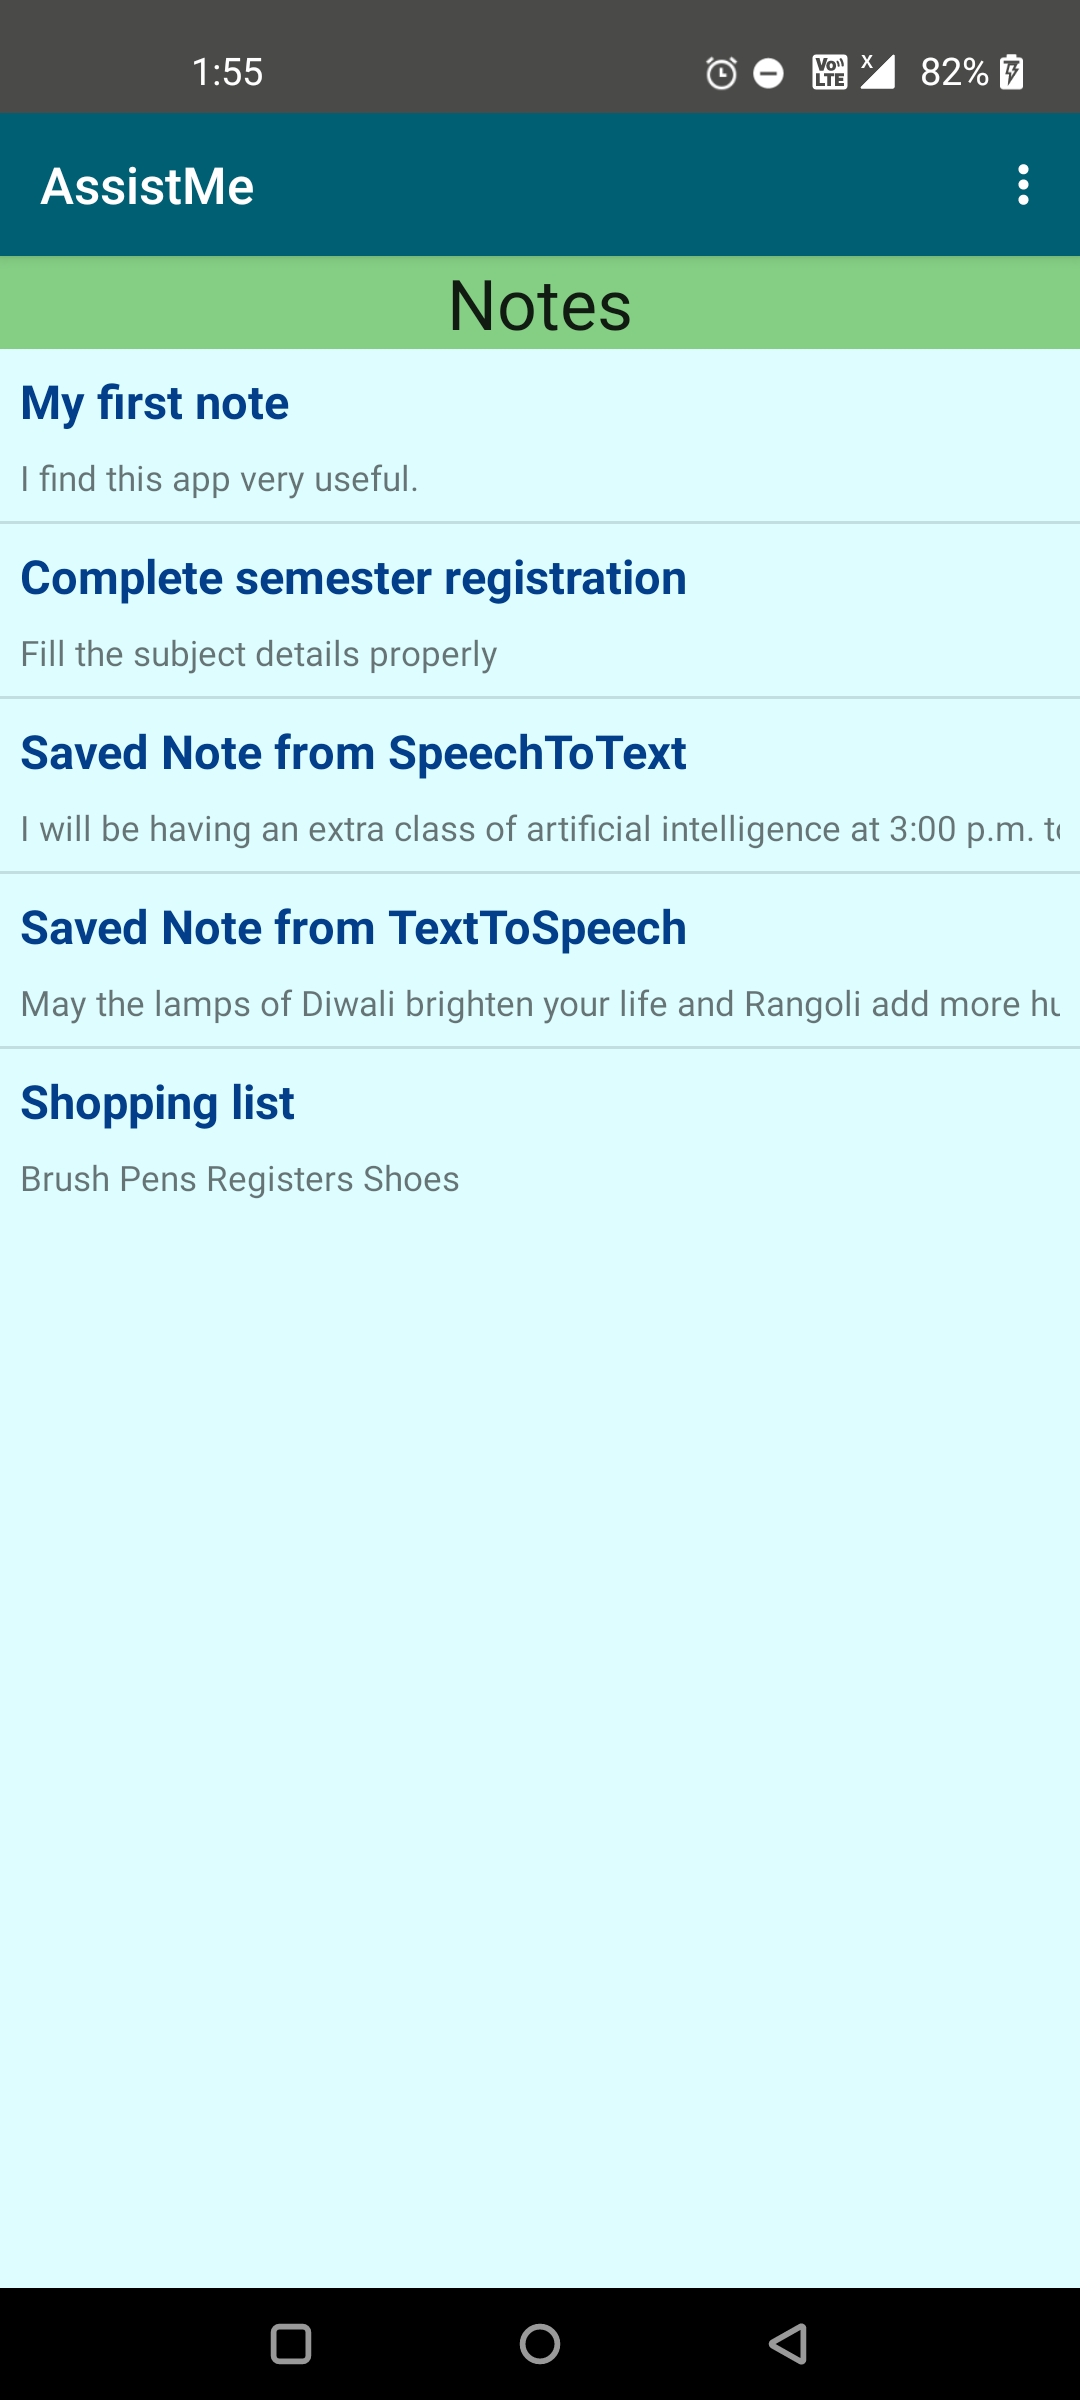 1:55 Vo LTE x 82%
AssistMe
Notes
My first note
I find this app very useful.
Complete semester registration
Fill the subject details properly
Saved Note from SpeechToText
I will be having an extra class of artificial intelligence at 3:00 p.m.
Saved Note from TextToSpeech
May the lamps of Diwali brighten your life and Rangoli add more
Shopping list
Brush Pens Registers Shoes